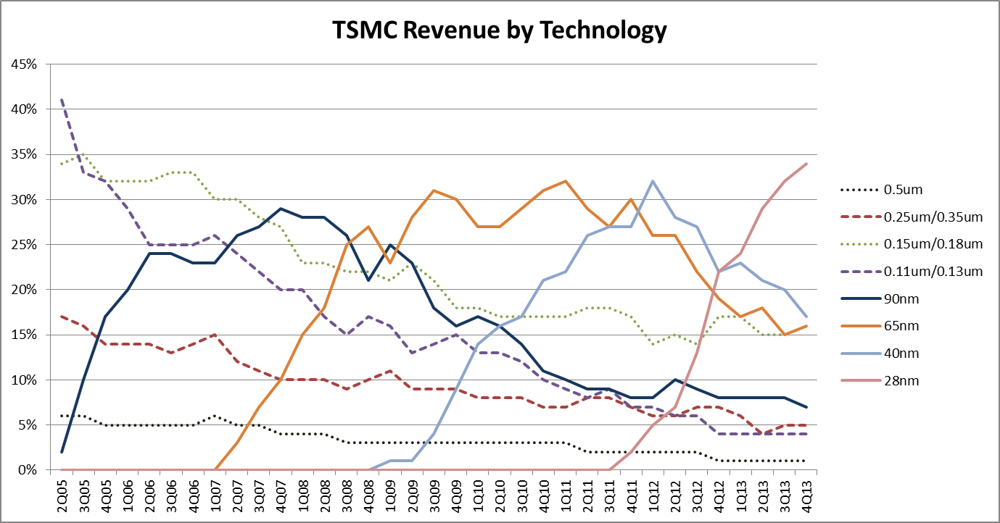 TSMC Revenue by Technology
45%
40%
35%
30%
25%
20%
15%
10%
5%
0%
2Q05
3Q05
4Q05
1Q06
2Q06
3Q06
4Q06
1Q07
2Q07
3Q07
4Q07
1Q08
2Q08
3Q08
4Q08
1Q09
2Q09
3Q09
4Q09
1Q10
2Q10
3Q10
4Q10
1Q11
2Q11
3Q11
4Q11
1Q12
2Q12
3Q12
4Q12
1Q13
2Q13
3Q13
4Q13
0.5um
0.25um/0.35um
0.15um/0.18um
0.11um/0.13um
90nm
65nm
40nm
28nm